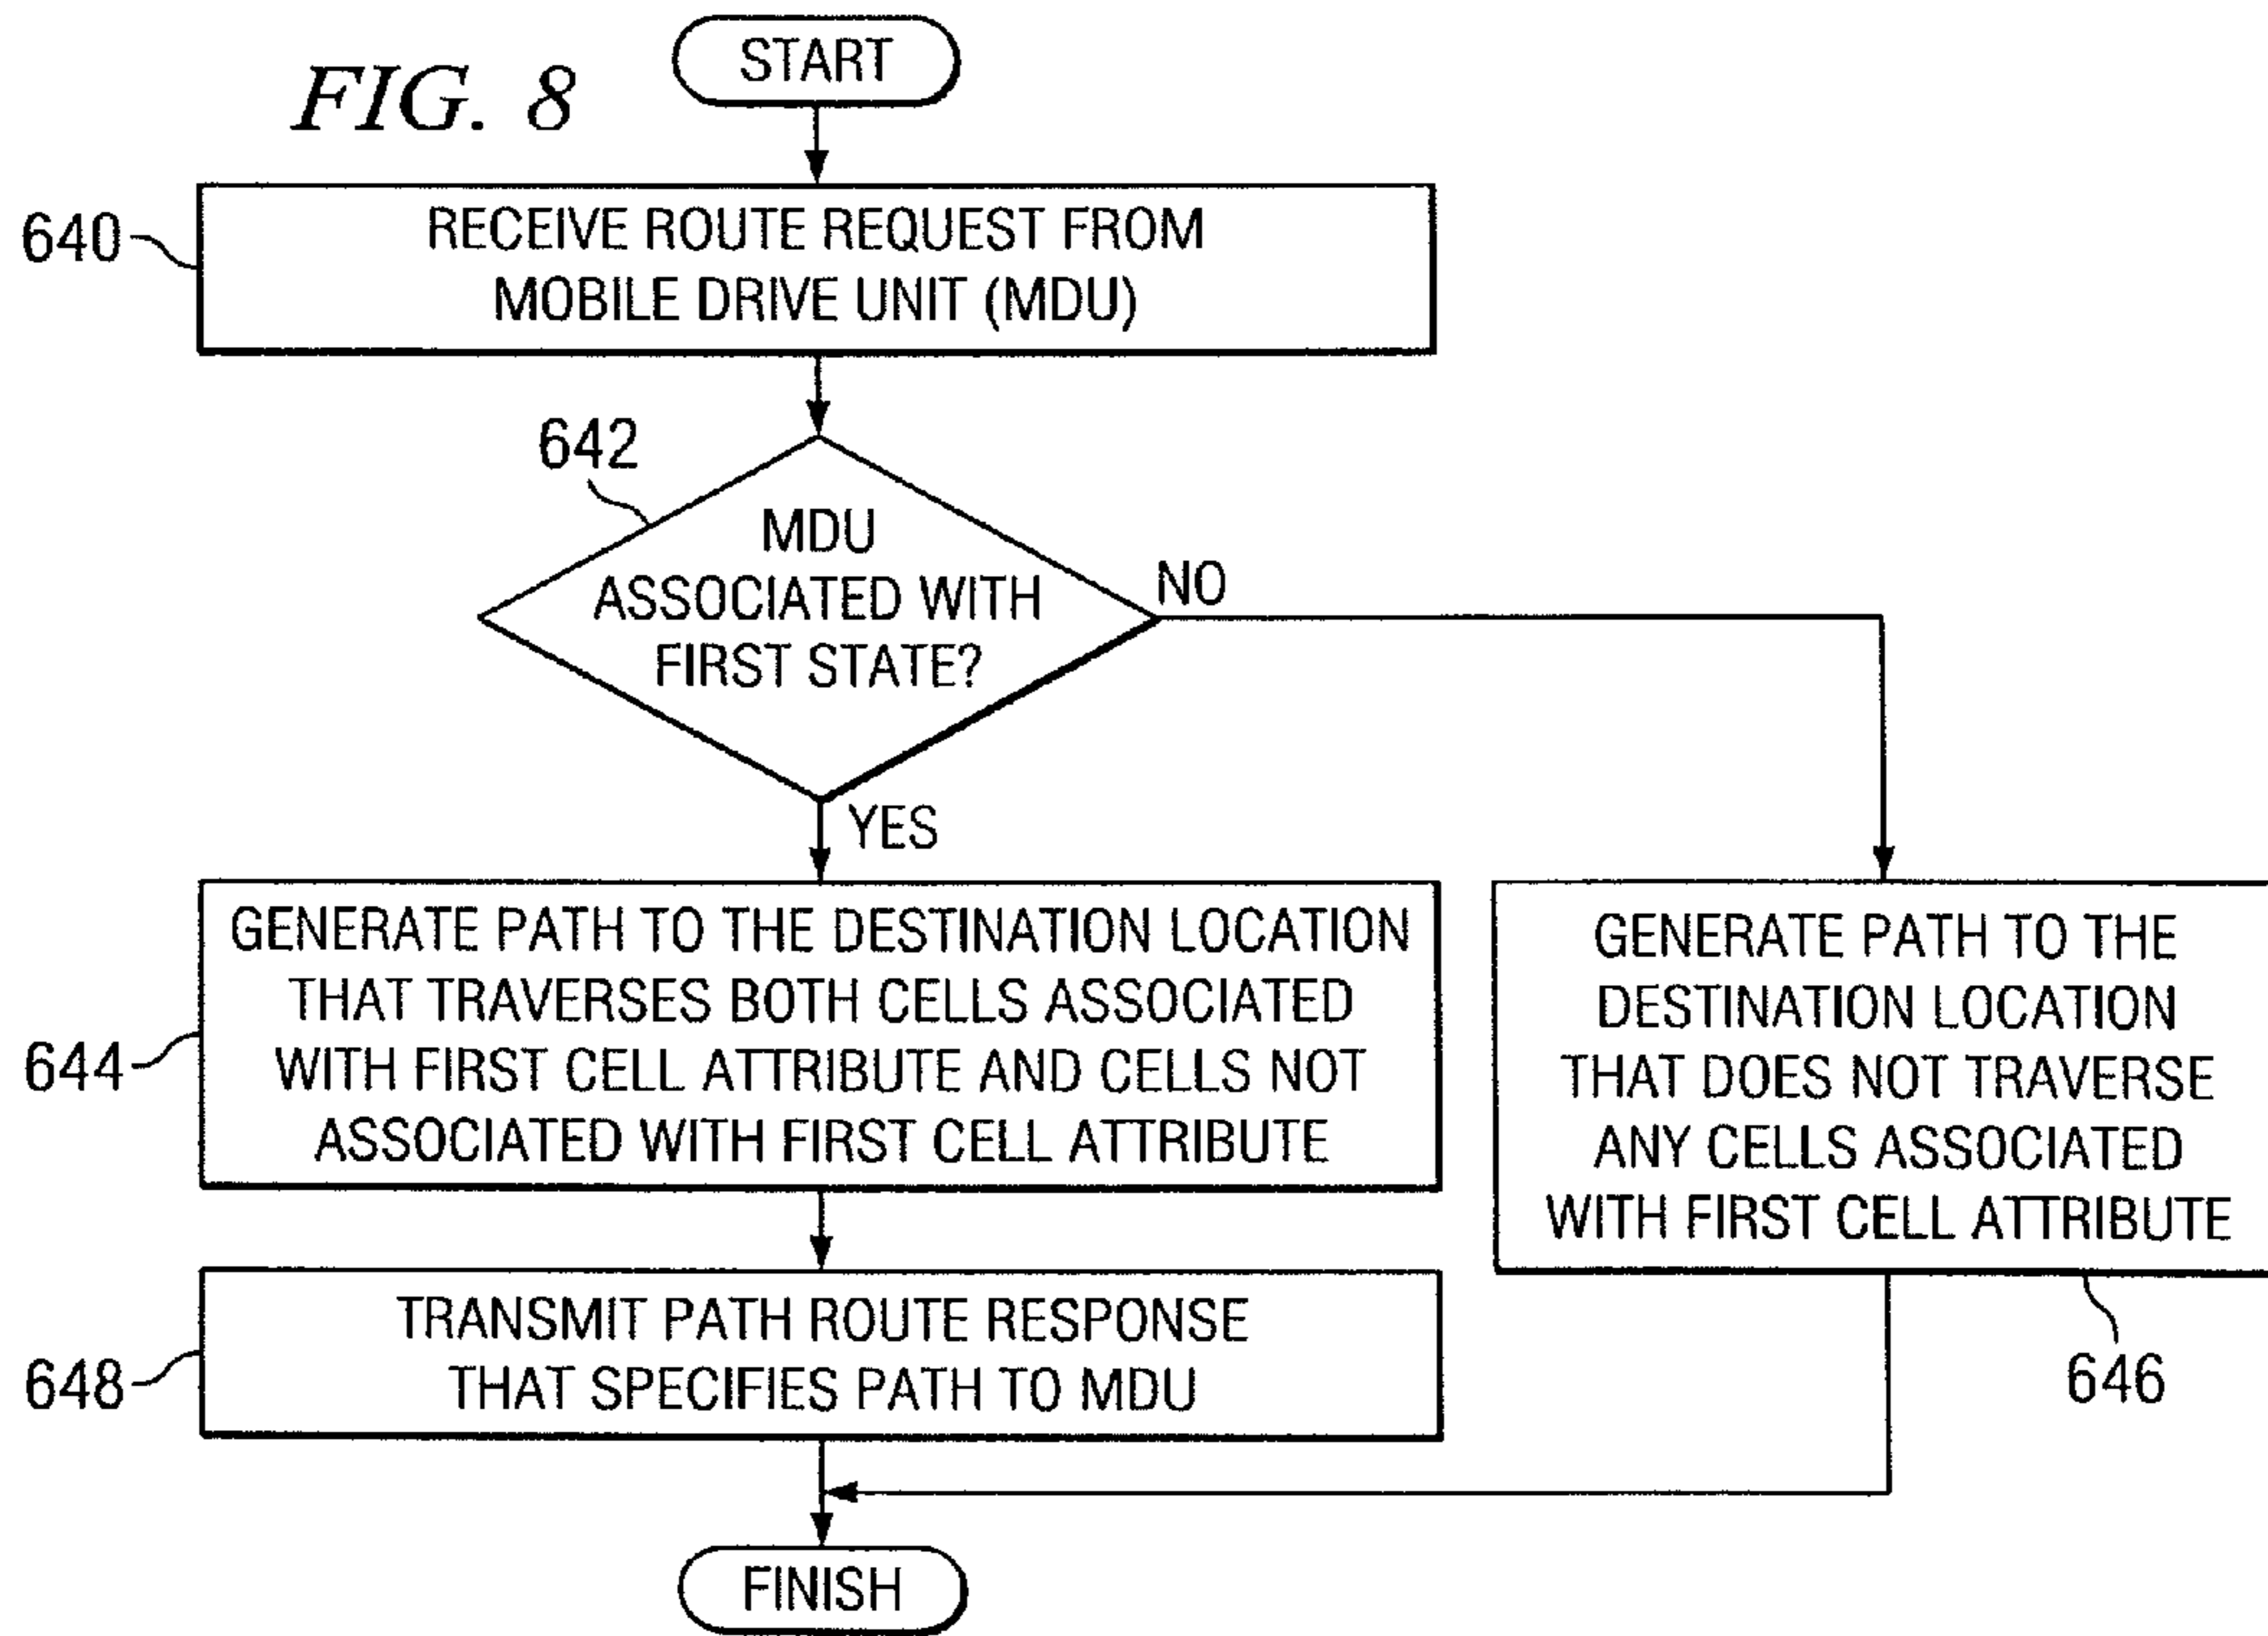 FIG. 8
START
640
RECEIVE ROUTE REQUEST FROM
MOBILE DRIVE UNIT (MDU)
642
MDU
ASSOCIATED WITH
FIRST STATE?
NO
YES
644
GENERATE PATH TO THE DESTINATION LOCATION
THAT TRAVERSES BOTH CELLS ASSOCIATED
WITH FIRST CELL ATTRIBUTE AND CELLS NOT
ASSOCIATED WITH FIRST CELL ATTRIBUTE
GENERATE PATH TO THE
DESTINATION LOCATION
THAT DOES NOT TRAVERSE
ANY CELLS ASSOCIATED
WITH FIRST CELL ATTRIBUTE
646
648
TRANSMIT PATH ROUTE RESPONSE
THAT SPECIFIES PATH TO MDU
FINISH